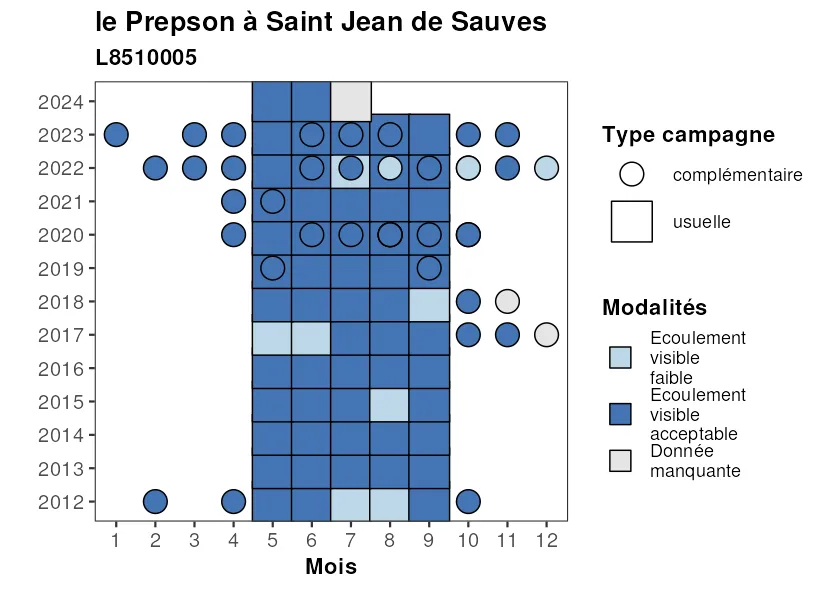 le Prepson à Saint Jean de Sauves
L8510005
2024
2023
2022
2021
2020
2019
2018
2017
2016
2015
2014
2013
2012
1 2 3 4 5 6 7 8 9 10 11 12
Mois
Type campagne
complémentaire
usuelle
Modalités
Ecoulement
visible
faible
Ecoulement
visible
acceptable
Donnée
manquante